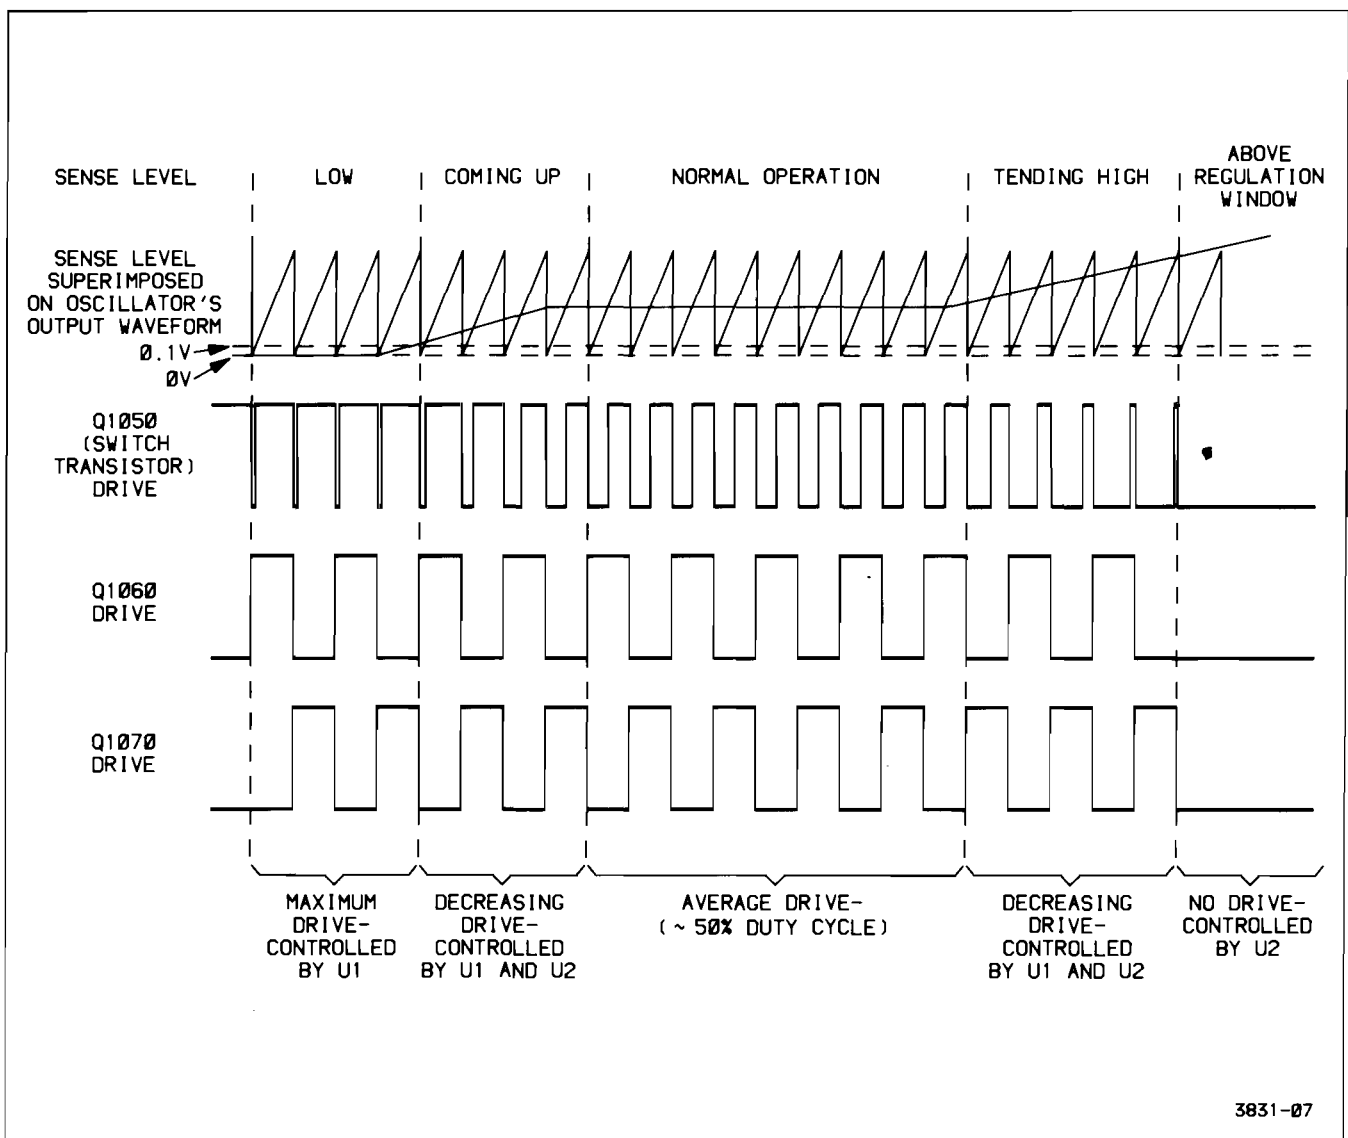 SENSE LEVEL
LOW
COMING UP
NORMAL OPERATION
TENDING HIGH
ABOVE
REGULATION
WINDOW
SENSE LEVEL
SUPERIMPOSED
ON OSCILLATOR'S
OUTPUT WAVEFORM
0.1V
0V
Q1050
(SWITCH
TRANSISTOR)
DRIVE
Q1060
DRIVE
Q1070
DRIVE
MAXIMUM
DRIVE-
CONTROLLED
BY U1
DECREASING
DRIVE-
CONTROLLED
BY U1 AND U2
AVERAGE DRIVE-
(~ 50% DUTY CYCLE)
DECREASING
DRIVE-
CONTROLLED
BY U1 AND U2
NO DRIVE-
CONTROLLED
BY U2
3831-07